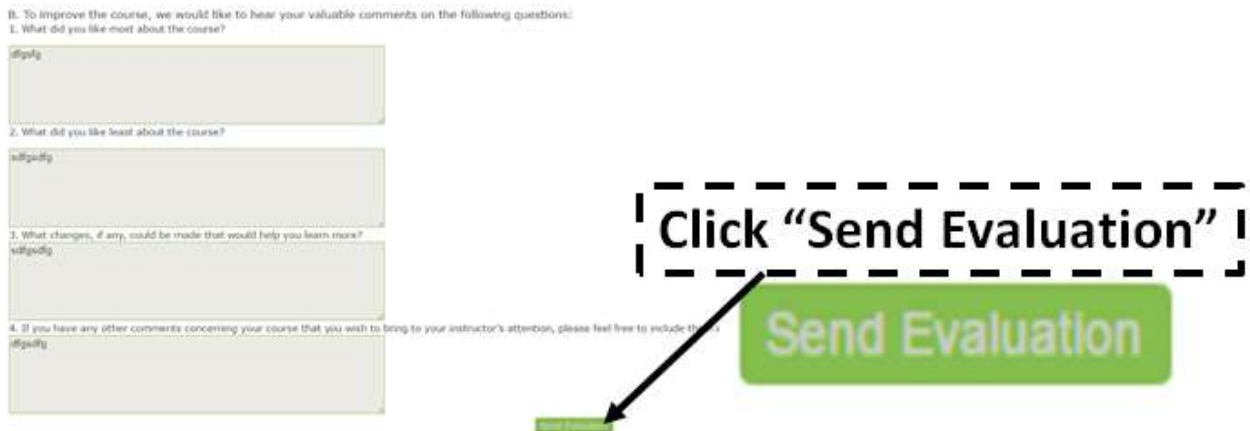 B. To improve the course, we would like to hear your valuable comments on the following questions:
1. What did you like most about the course?
dfgsfg
2. What did you like least about the course?
sdfgsdfg
3. What changes, if any, could be made that would help you learn more?
sdfgsdfg
4. If you have any other comments concerning your course that you wish to bring to your instructor's attention, please feel free to include
dfgsdfg
Click “Send Evaluation”
Send Evaluation
Send Evaluation